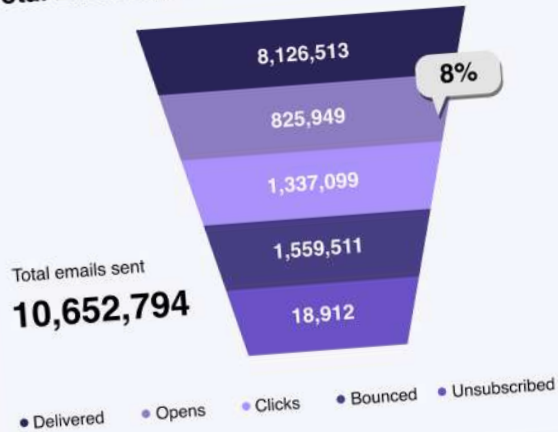 8,126,513
8%
825,949
1,337,099
1,559,511
18,912
Total emails sent
10,652,794
Delivered
Opens
Clicks
Bounced
Unsubscribed